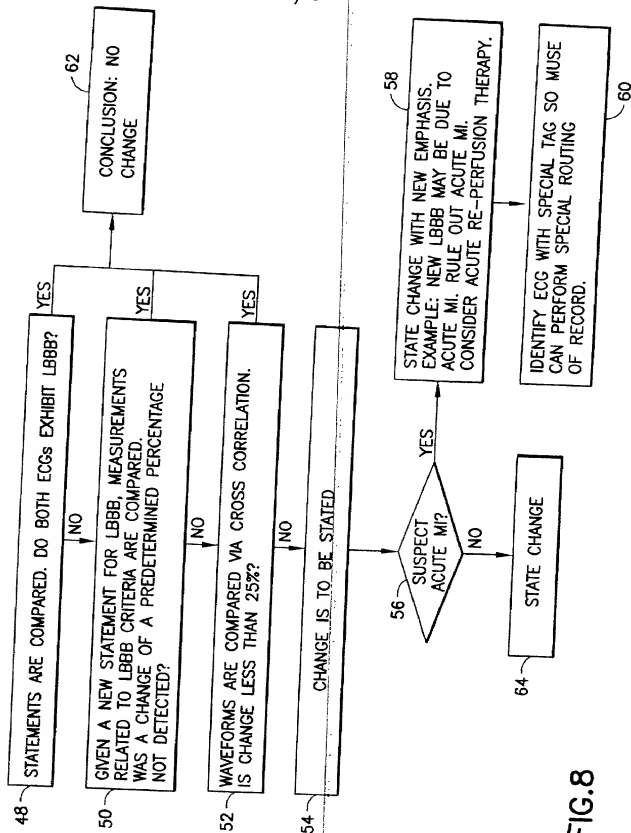 48
STATEMENTS ARE COMPARED. DO BOTH ECGs EXHIBIT LBBB?
YES
NO
50
GIVEN A NEW STATEMENT FOR LBBB, MEASUREMENTS
RELATED TO LBBB CRITERIA ARE COMPARED.
WAS A CHANGE OF A PREDETERMINED PERCENTAGE
NOT DETECTED?
YES
NO
52
WAVEFORMS ARE COMPARED VIA CROSS CORRELATION.
IS CHANGE LESS THAN 25%?
YES
NO
62
CONCLUSION: NO
CHANGE
54
CHANGE IS TO BE STATED
56
SUSPECT
ACUTE MI?
YES
NO
58
STATE CHANGE WITH NEW EMPHASIS.
EXAMPLE: NEW LBBB MAY BE DUE TO
ACUTE MI. RULE OUT ACUTE MI.
CONSIDER ACUTE RE-PERFUSION THERAPY.
60
IDENTIFY ECG WITH SPECIAL TAG SO MUSE
CAN PERFORM SPECIAL ROUTING
OF RECORD.
64
STATE CHANGE
FIG.8